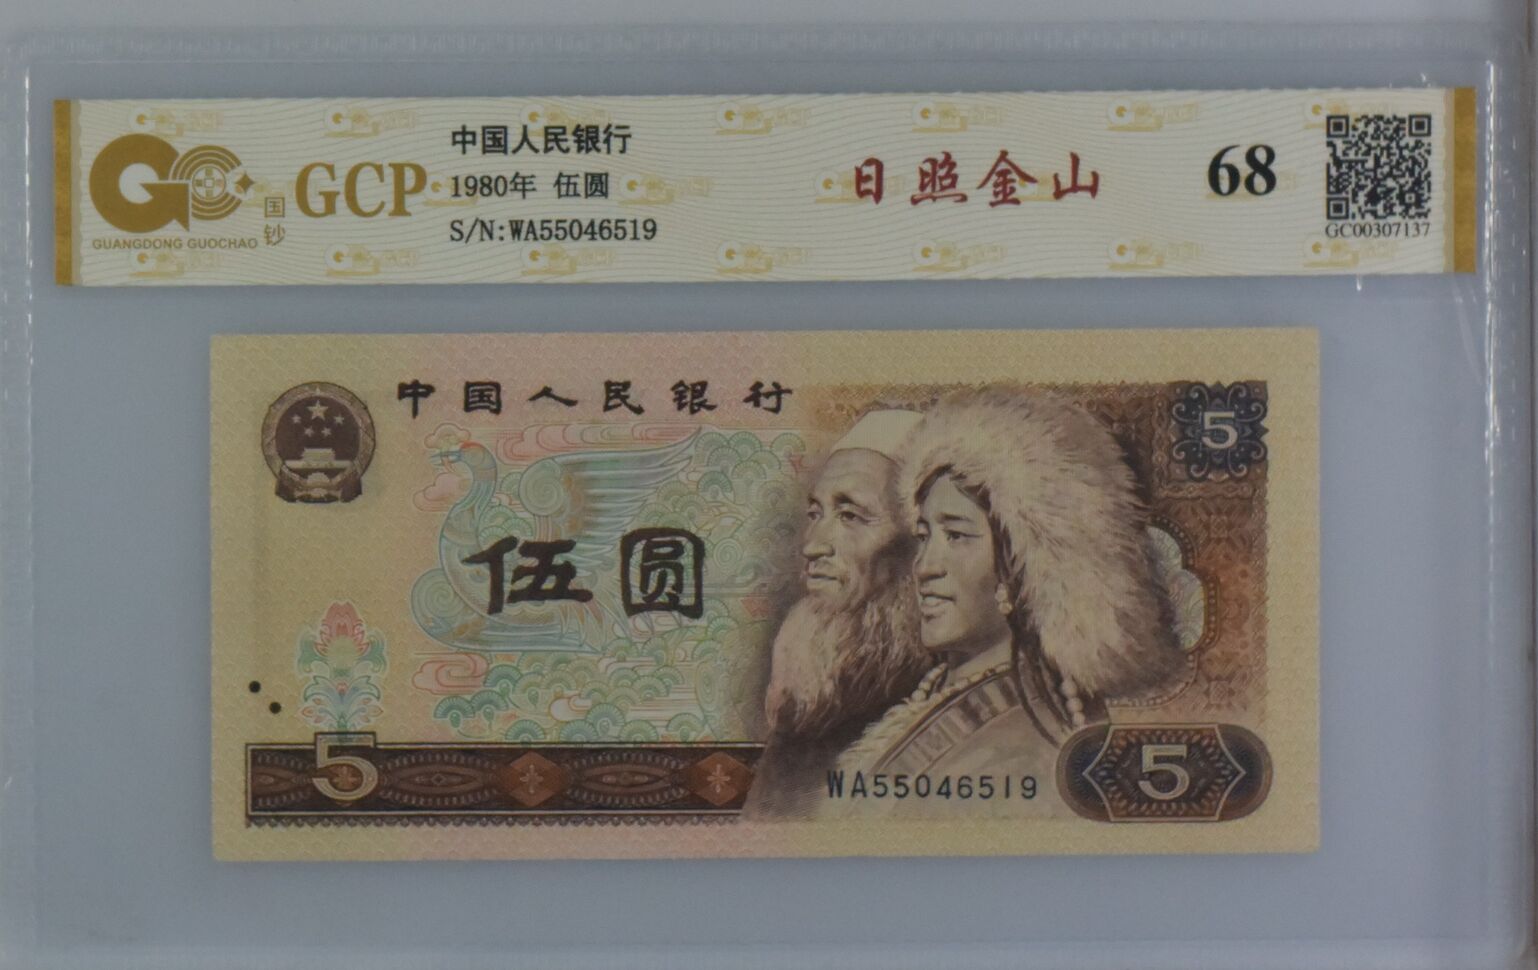 GUANGDONG GUOCHAO
国钞
GCP
中国人民银行
1980年 伍圆
S/N:WA55046519
日照金山
68
GC00307137
中国人民银行
5
伍圆
5
WA55046519
5